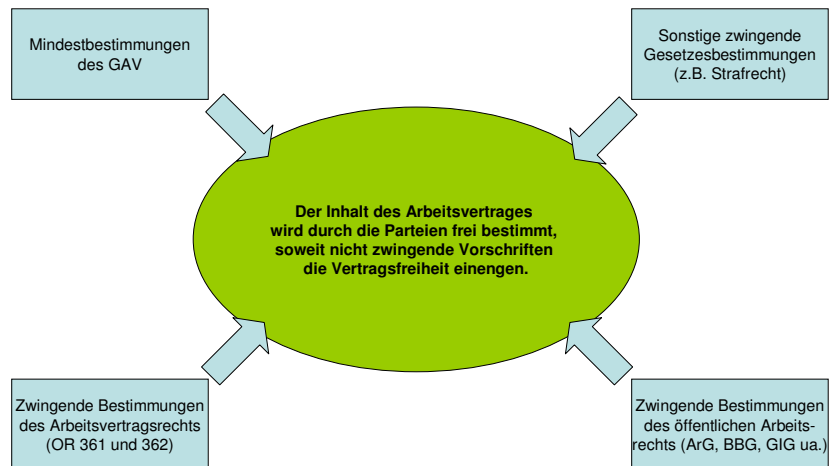 Mindestbestimmungen
des GAV
Sonstige zwingende
Gesetzesbestimmungen
(z.B. Strafrecht)
Der Inhalt des Arbeitsvertrages
wird durch die Parteien frei bestimmt,
soweit nicht zwingende Vorschriften
die Vertragsfreiheit einengen.
Zwingende Bestimmungen
des Arbeitsvertragsrechts
(OR 361 und 362)
Zwingende Bestimmungen
des öffentlichen Arbeits-
rechts (ArG, BBG, GlG ua.)